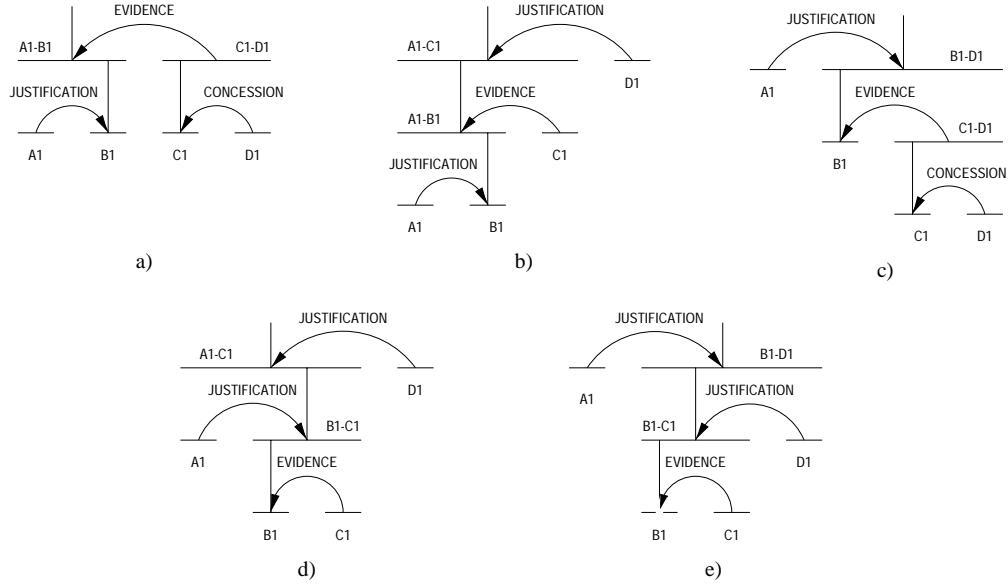 EVIDENCE
A1-B1
C1-D1
JUSTIFICATION
CONCESSION
A1
B1
C1
D1
a)
JUSTIFICATION
A1-C1
D1
EVIDENCE
A1-B1
C1
JUSTIFICATION
A1
B1
b)
JUSTIFICATION
B1-D1
A1
EVIDENCE
C1-D1
B1
CONCESSION
C1
D1
c)
JUSTIFICATION
A1-C1
D1
JUSTIFICATION
B1-C1
A1
EVIDENCE
B1
C1
d)
JUSTIFICATION
B1-D1
A1
JUSTIFICATION
B1-C1
D1
EVIDENCE
B1
C1
e)